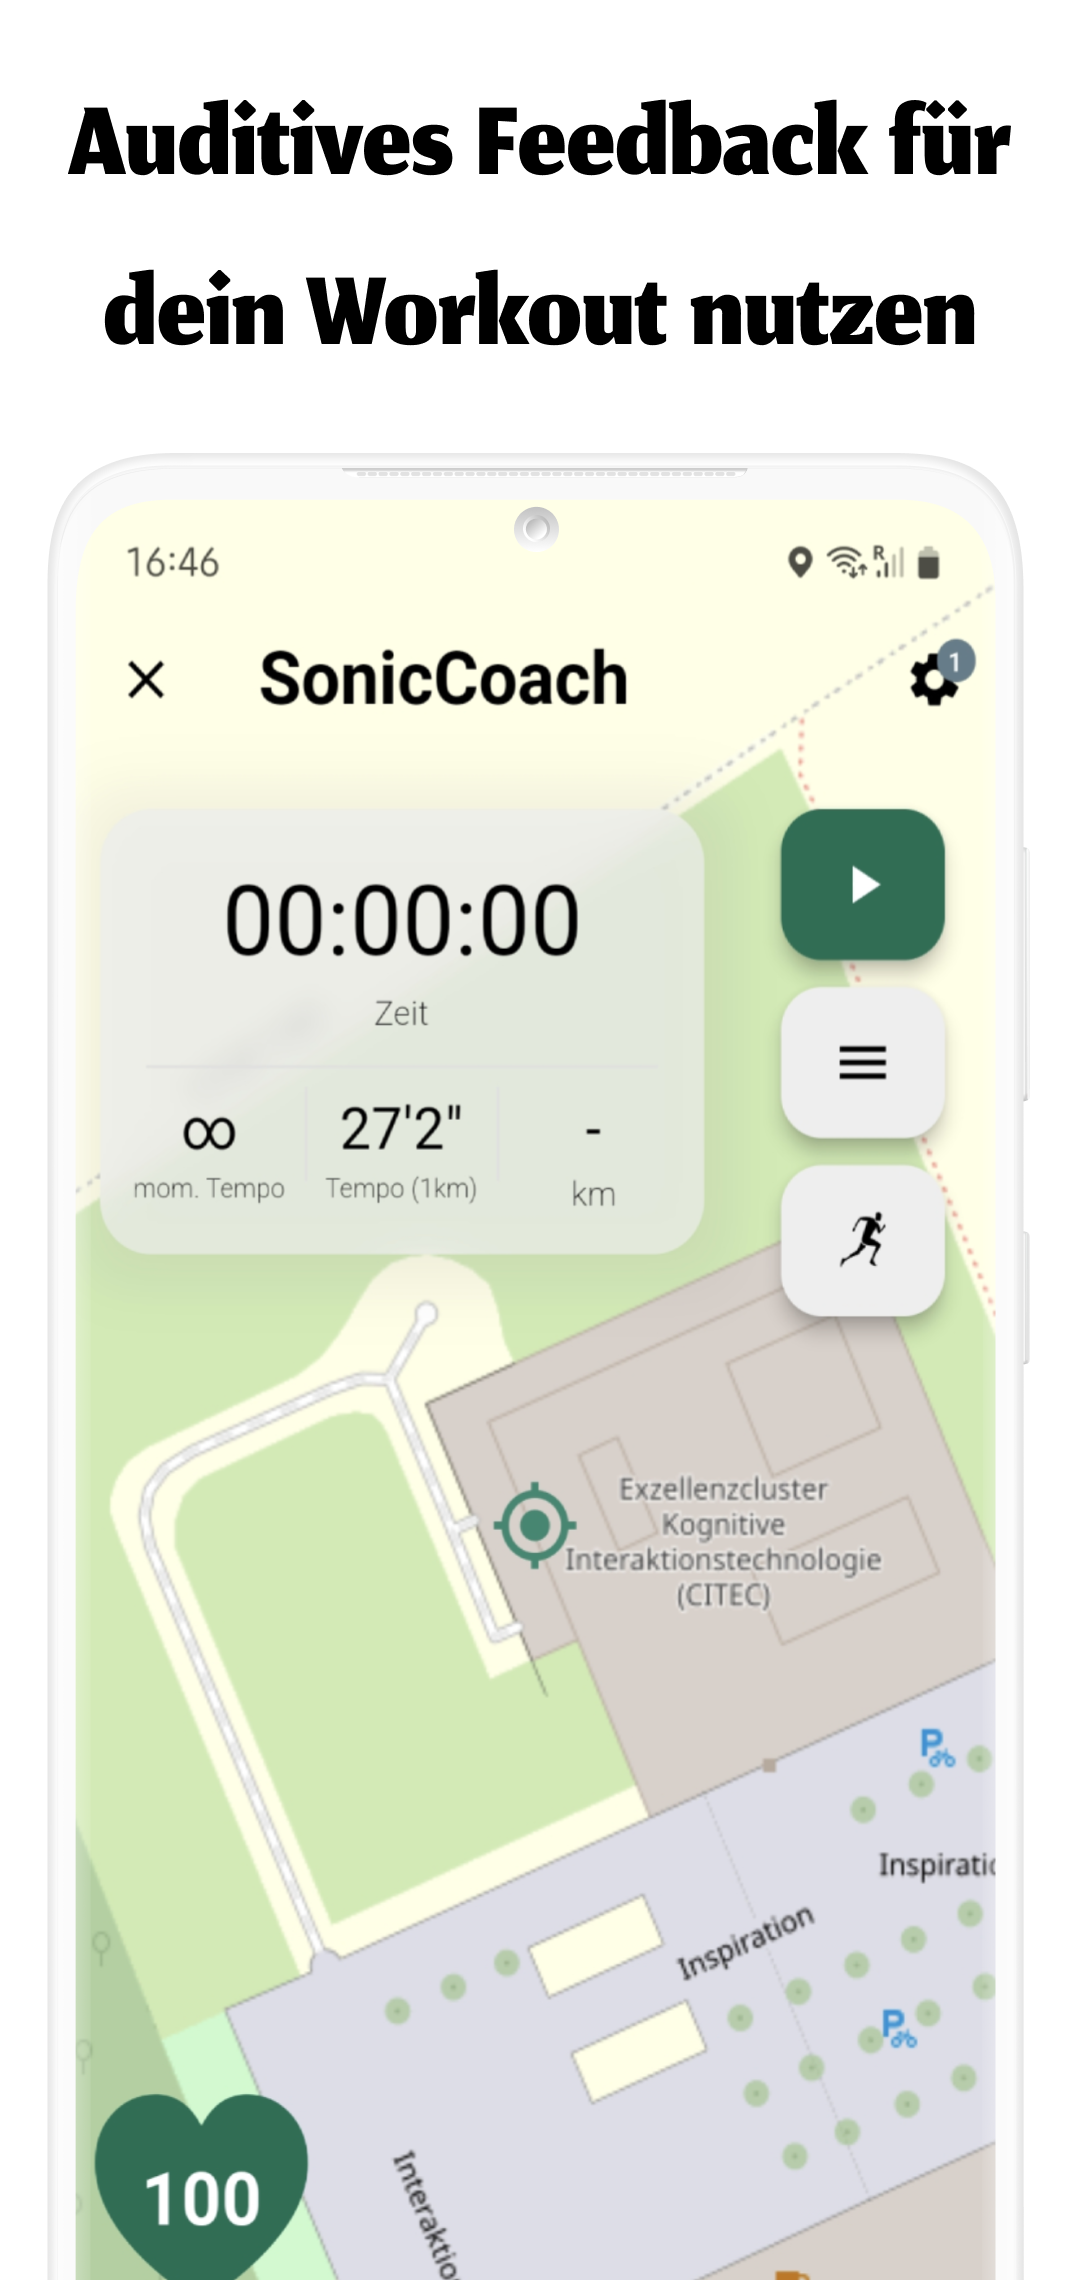 Auditives Feedback für
dein Workout nutzen
16:46
R
SonicCoach
1
00:00:00
Zeit
∞
27'2"
-
mom. Tempo
Tempo (1km)
km
Exzellenzcluster
Kognitive
Interaktionstechnologie
(CITEC)
P
Inspiratio
Inspiration
P
100
Interaktio